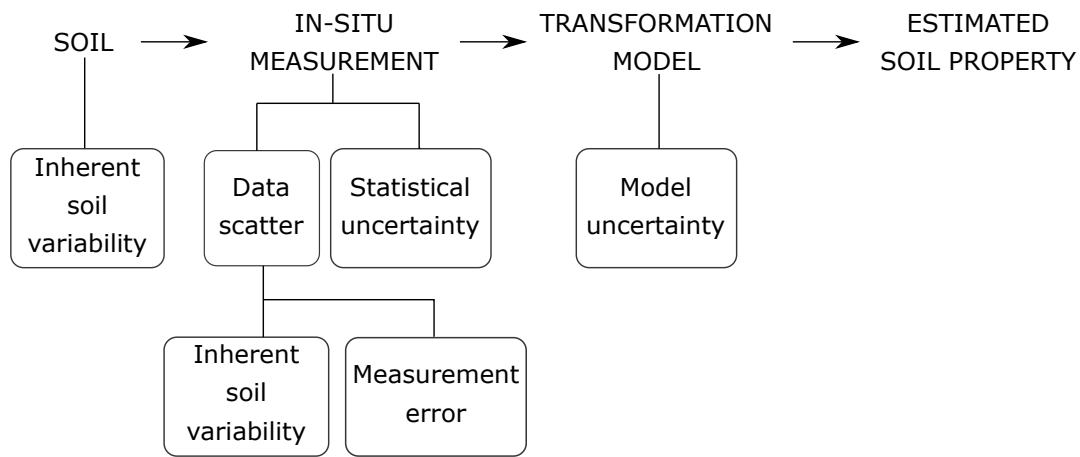 SOIL
IN-SITU
MEASUREMENT
TRANSFORMATION
MODEL
ESTIMATED
SOIL PROPERTY
Inherent
soil
variability
Data
scatter
Statistical
uncertainty
Model
uncertainty
Inherent
soil
variability
Measurement
error